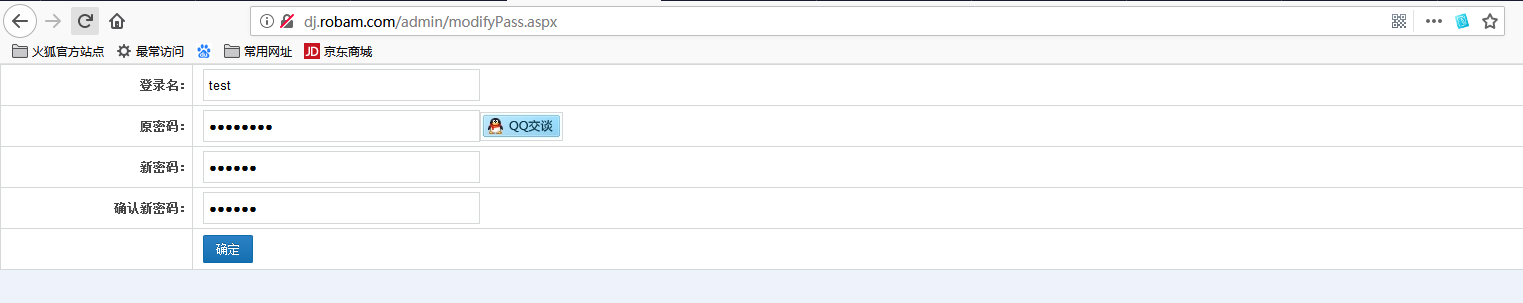 dj.robam.com/admin/modifyPass.aspx
火狐官方站点 最常访问 常用网址 JD 京东商城
登录名： test
原密码： •••••••• QQ交谈
新密码： ••••••
确认新密码： ••••••
确定